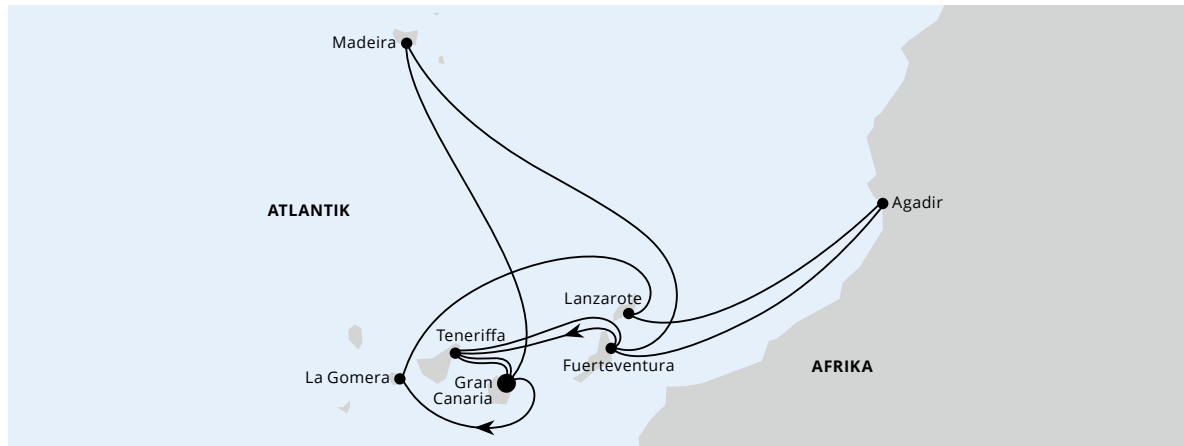 Madeira
ATLANTIK
Agadir
Lanzarote
Teneriffa
Fuerteventura
AFRIKA
La Gomera
Gran
Canaria